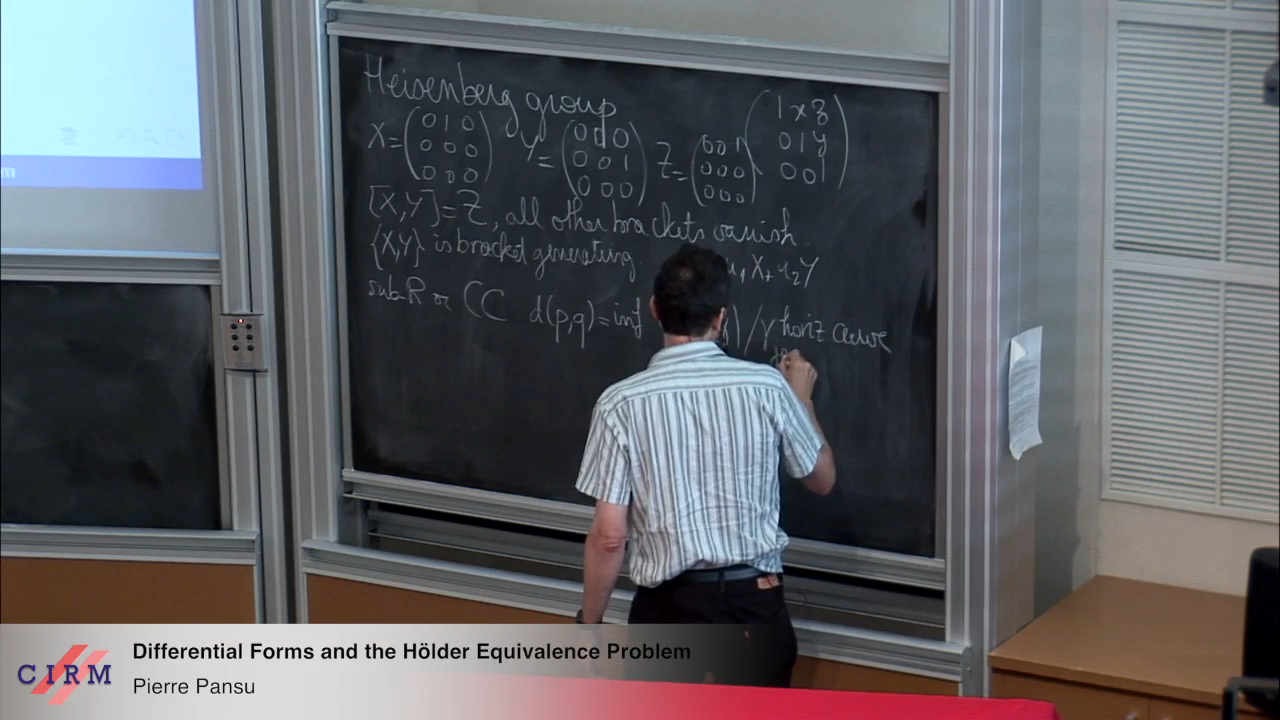 Heisenberg group
X= (0 1 0
0 0 0
0 0 0) Y= (0 0 0
0 0 1
0 0 0) Z= (0 0 1
0 0 0
0 0 0) (1 x z
0 1 y
0 0 1)
[X,Y]=Z, all other brackets vanish.
{X,Y} is bracket generating. u₁X+u₂Y
sub-R or CC d(p,q)=inf /γ horiz curve
CIRM
Differential Forms and the Hölder Equivalence Problem
Pierre Pansu